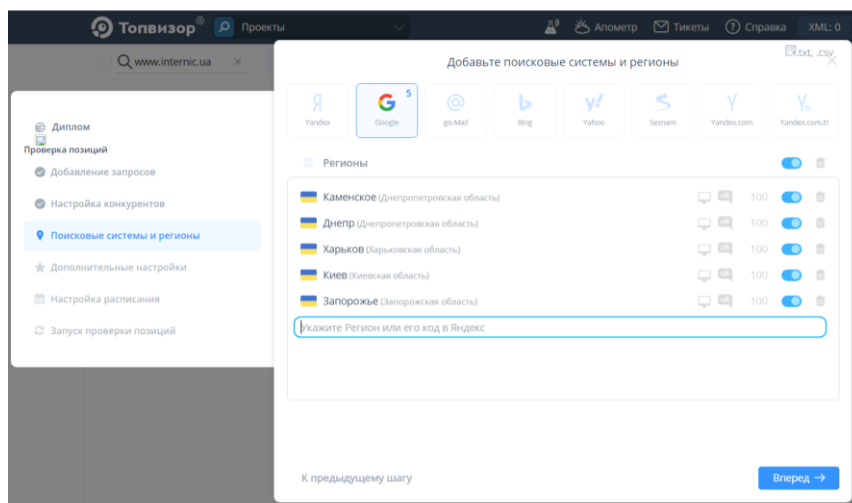 Топвизор®
Проекты
β
Апометр
Тикеты
? Справка
XML: 0
www.internic.ua ×
Добавьте поисковые системы и регионы
.txt, .csv
Yandex
Google
5
go.Mail
Bing
Yahoo
Seznam
Yandex.com
Yandex.com.tr
Диплом
Проверка позиций
Добавление запросов
Настройка конкурентов
Поисковые системы и регионы
Дополнительные настройки
Настройка расписания
Запуск проверки позиций
Регионы
Каменское (Днепропетровская область) 100
Днепр (Днепропетровская область) 100
Харьков (Харьковская область) 100
Киев (Киевская область) 100
Запорожье (Запорожская область) 100
Укажите Регион или его код в Яндекс
К предыдущему шагу
Вперед →